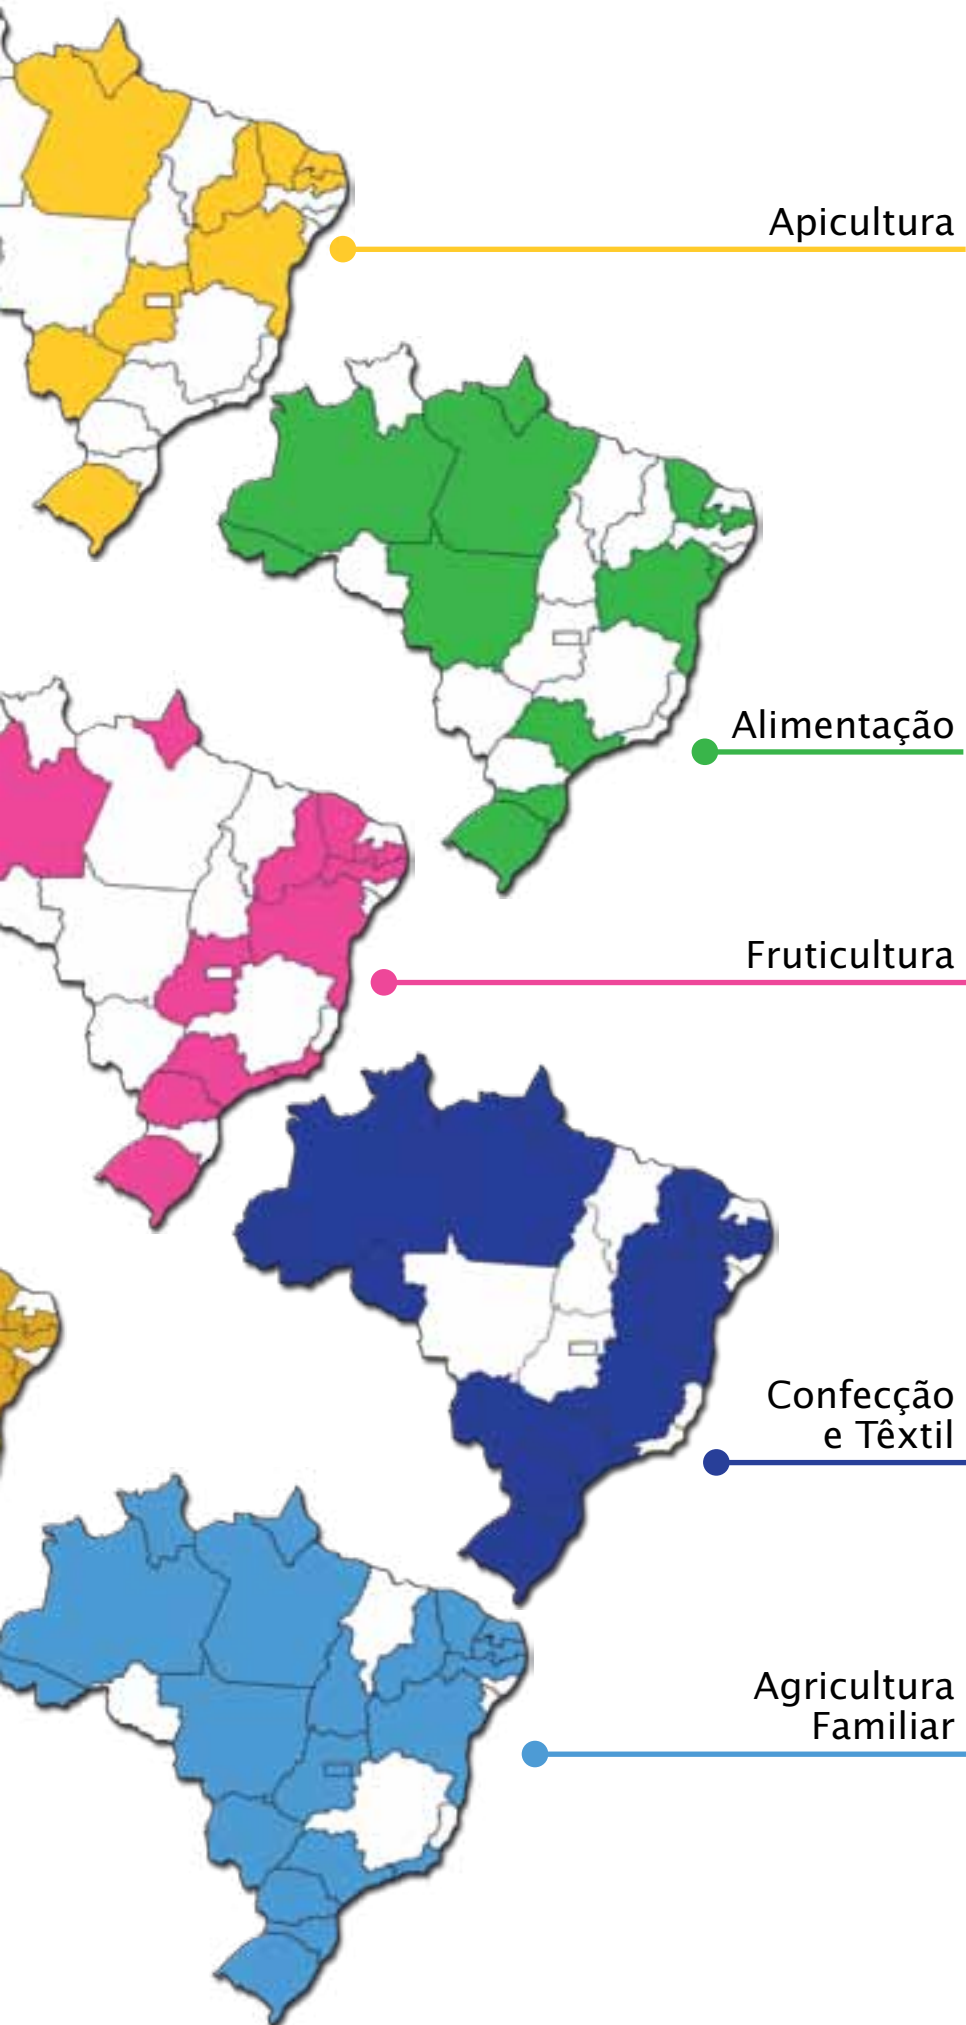 Apicultura
Alimentação
Fruticultura
Confecção
e Têxtil
Agricultura
Familiar